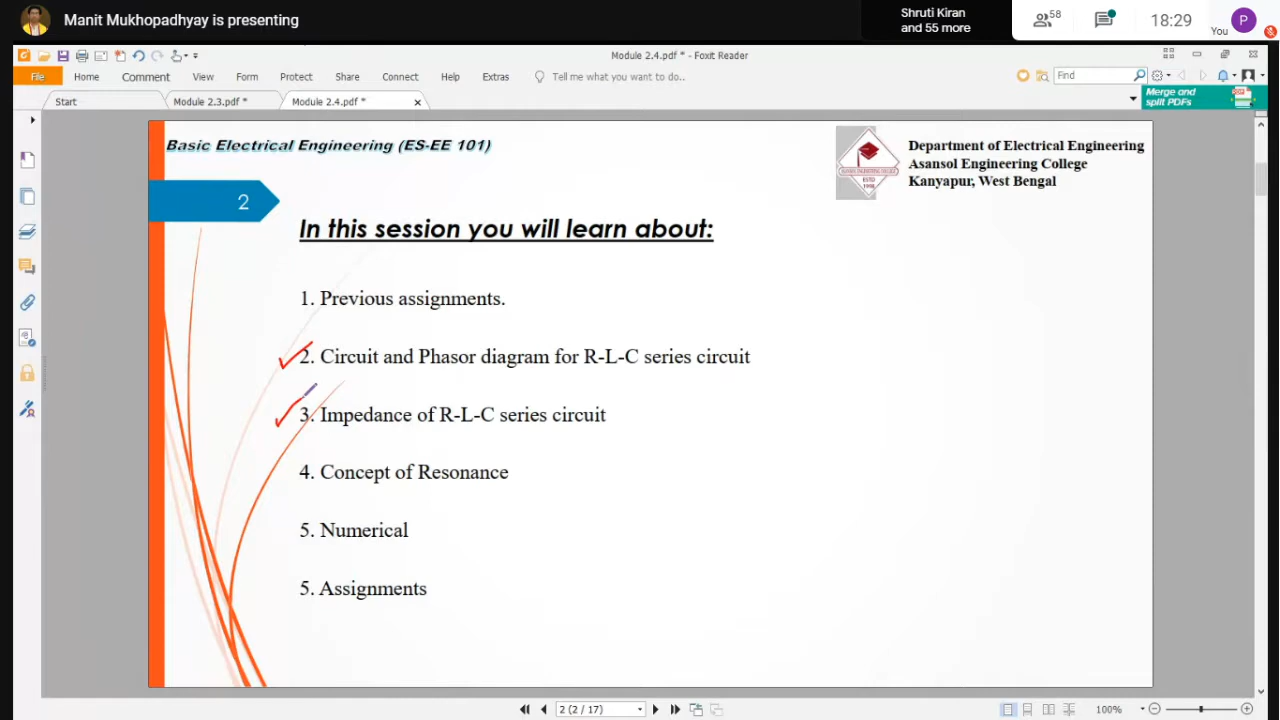 Manit Mukhopadhyay is presenting
Shruti Kiran
and 55 more
58
18:29
You
P
Module 2.4.pdf * - Foxit Reader
File
Home
Comment
View
Form
Protect
Share
Connect
Help
Extras
Tell me what you want to do..
Find
Start
Module 2.3.pdf *
Module 2.4.pdf *
Merge and
split PDFs
Basic Electrical Engineering (ES-EE 101)
Department of Electrical Engineering
Asansol Engineering College
Kanyapur, West Bengal
2
In this session you will learn about:
1. Previous assignments.
2. Circuit and Phasor diagram for R-L-C series circuit
3. Impedance of R-L-C series circuit
4. Concept of Resonance
5. Numerical
5. Assignments
2 (2 / 17)
100%